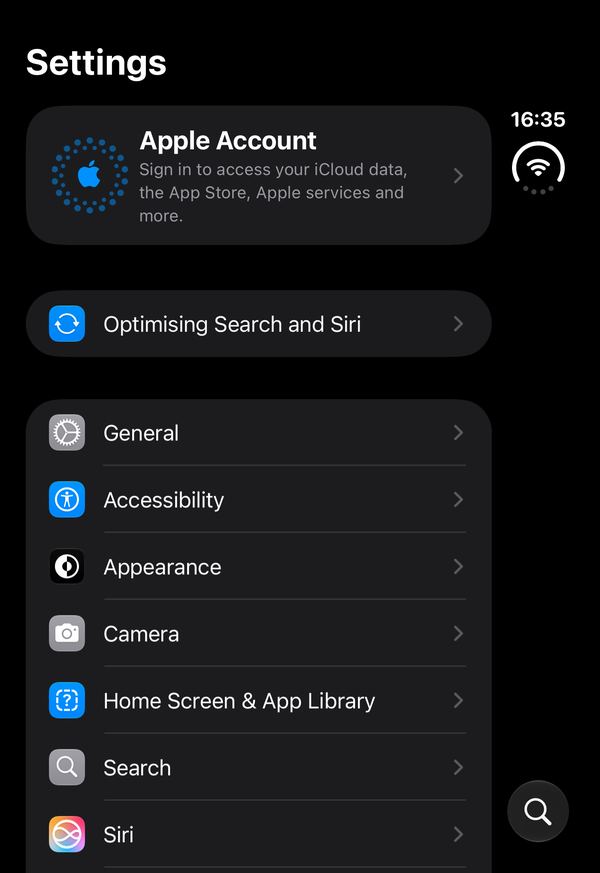 Settings
16:35
Apple Account
Sign in to access your iCloud data,
the App Store, Apple services and
more.
Optimising Search and Siri
General
Accessibility
Appearance
Camera
Home Screen & App Library
Search
Siri